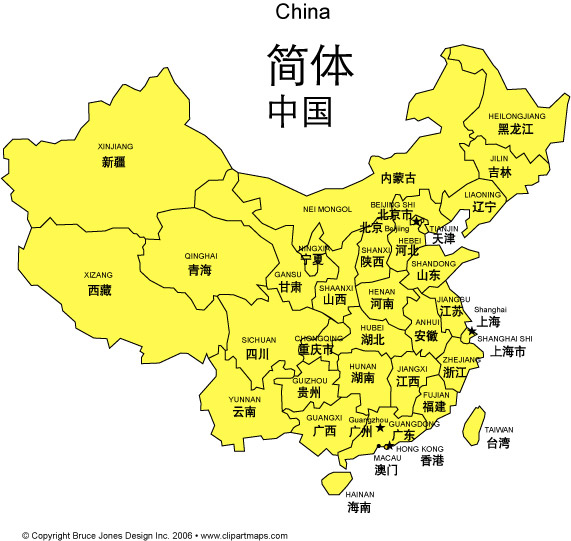 China
简体
中国
HEILONGJIANG
黑龙江
XINJIANG
新疆
JILIN
吉林
内蒙古
LIAONING
辽宁
NEI MONGOL
BEIJING SHI
北京市
北京 Beijing
TIANJIN
天津
HEBEI
河北
NINGXIA
宁夏
SHANXI
陕西
QINGHAI
青海
SHANDONG
山东
XIZANG
西藏
GANSU
甘肃
SHAANXI
山西
HENAN
河南
JIANGSU
江苏
Shanghai
上海
ANHUI
安徽
SHANGHAI SHI
上海市
HUBEI
湖北
SICHUAN
四川
CHONGQING
重庆市
ZHEJIANG
浙江
HUNAN
湖南
JIANGXI
江西
GUIZHOU
贵州
YUNNAN
云南
FUJIAN
福建
GUANGXI
广西
Guangzhou
广州
GUANGDONG
广东
TAIWAN
台湾
HONG KONG
香港
MACAU
澳门
HAINAN
海南
© Copyright Bruce Jones Design Inc. 2006 • www.clipartmaps.com